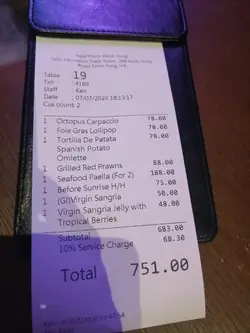 Table 19
Txn : 4189
Staff : Ken
07/07/2020 18:13:17
Cus count: 2
1 Octopus Carpaccio 78.00
1 Foie Gras Lollipop 78.00
1 Tortilla De Patata 78.00
Spanish Potato
Omlette
1 Grilled Red Prawns 88.00
1 Seafood Paella (For 2) 188.00
1 Before Sunrise H/H 75.00
1 (Gl)Virgin Sangria 50.00
1 Virgin Sangria Jelly with 48.00
Tropical Berries
Subtotal 683.00
10% Service Charge 68.30
Total 751.00